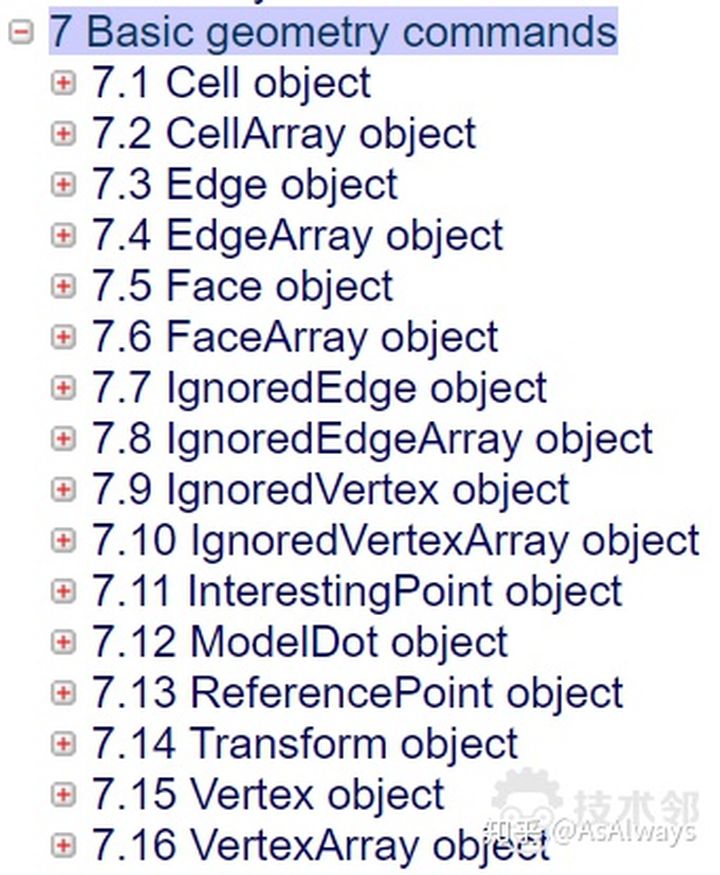 7 Basic geometry commands
7.1 Cell object
7.2 CellArray object
7.3 Edge object
7.4 EdgeArray object
7.5 Face object
7.6 FaceArray object
7.7 IgnoredEdge object
7.8 IgnoredEdgeArray object
7.9 IgnoredVertex object
7.10 IgnoredVertexArray object
7.11 InterestingPoint object
7.12 ModelDot object
7.13 ReferencePoint object
7.14 Transform object
7.15 Vertex object
技术邻
7.16 VertexArray object
知乎 @AsAlways